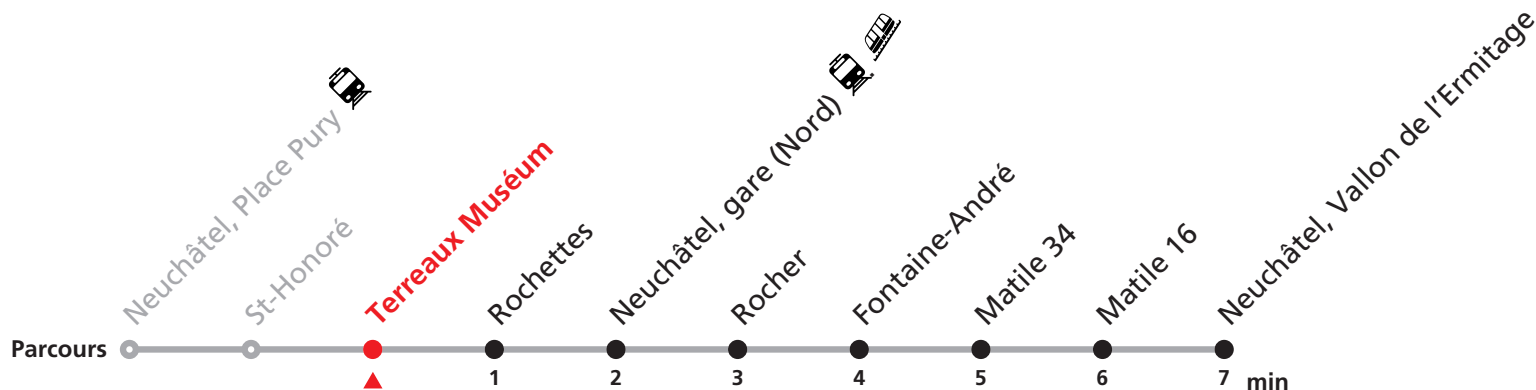 Neuchâtel, Place Pury
St-Honoré
Terreaux Muséum
Rochettes
Neuchâtel, gare (Nord)
Rocher
Fontaine-André
Matile 34
Matile 16
Neuchâtel, Vallon de l'Ermitage
Parcours
1 2 3 4 5 6 7 min